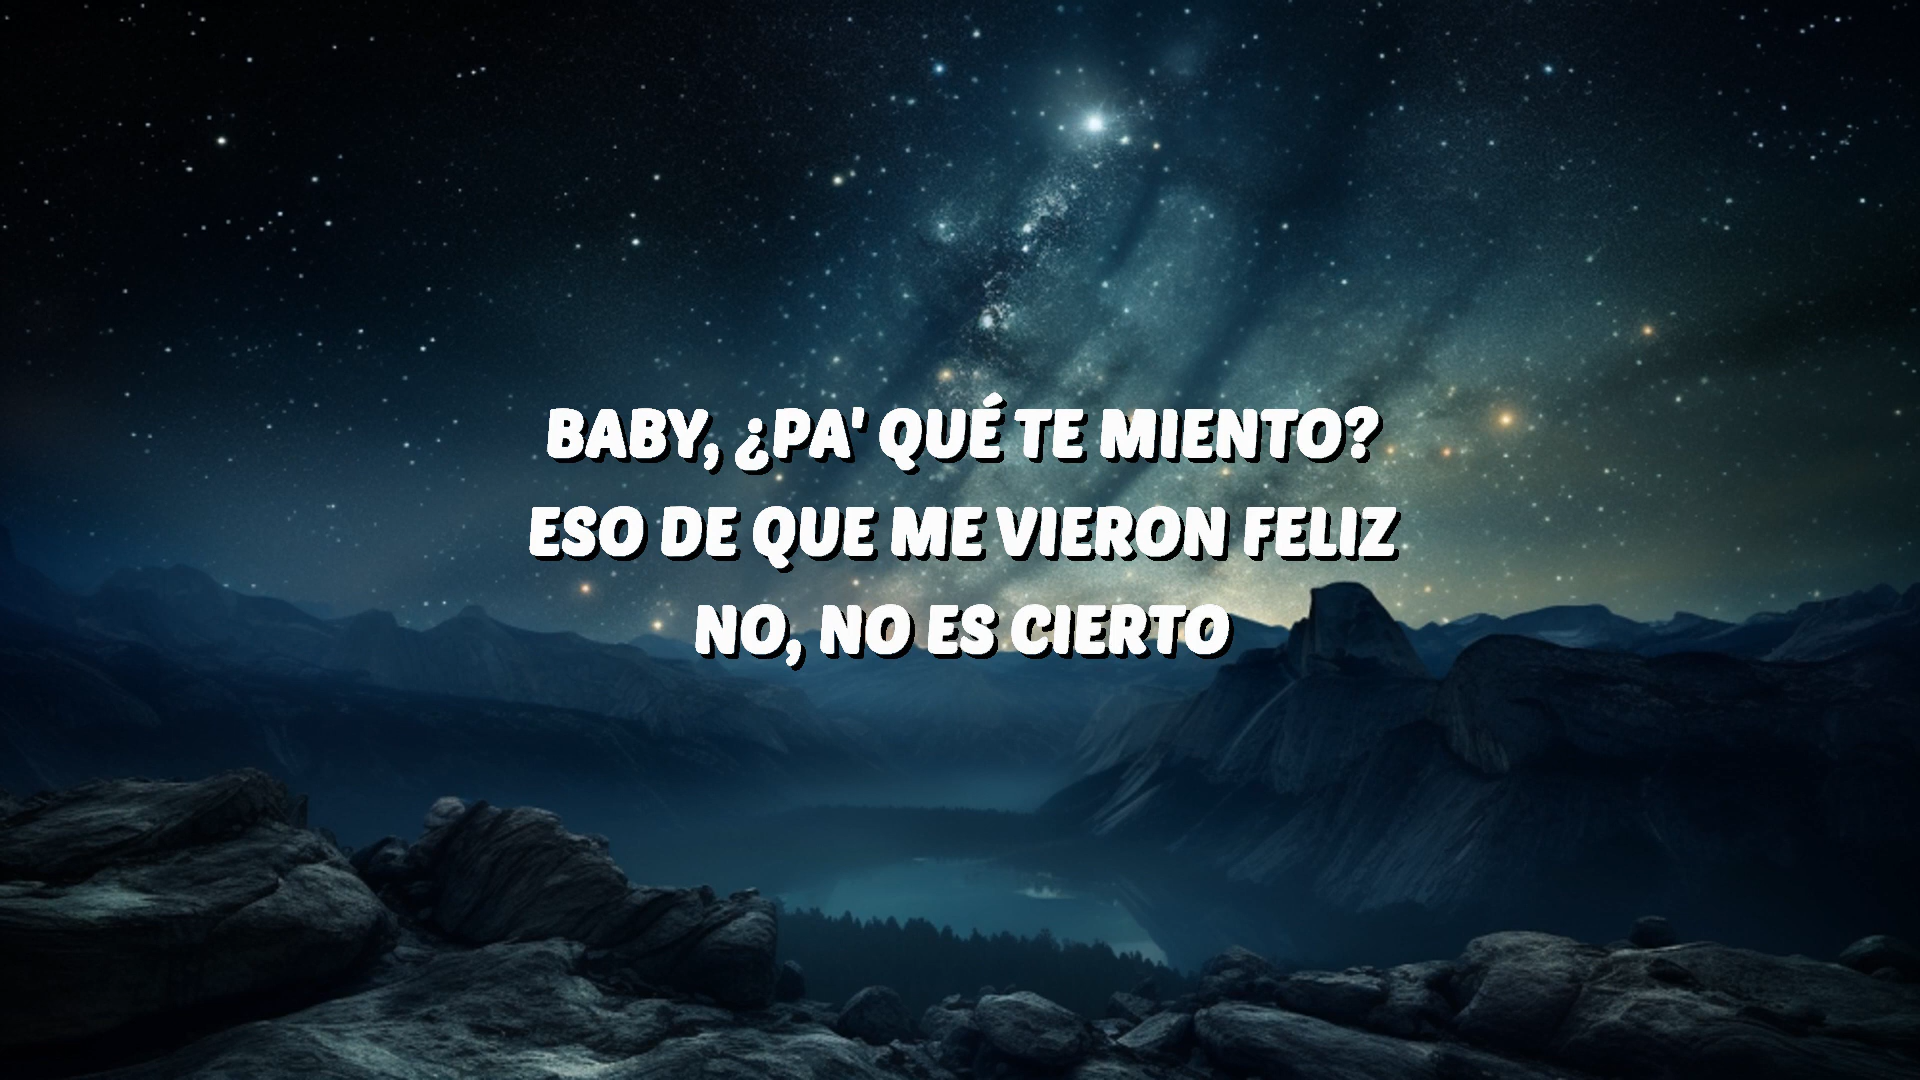 BABY, ¿PA' QUÉ TE MIENTO?
ESO DE QUE ME VIERON FELIZ
NO, NO ES CIERTO